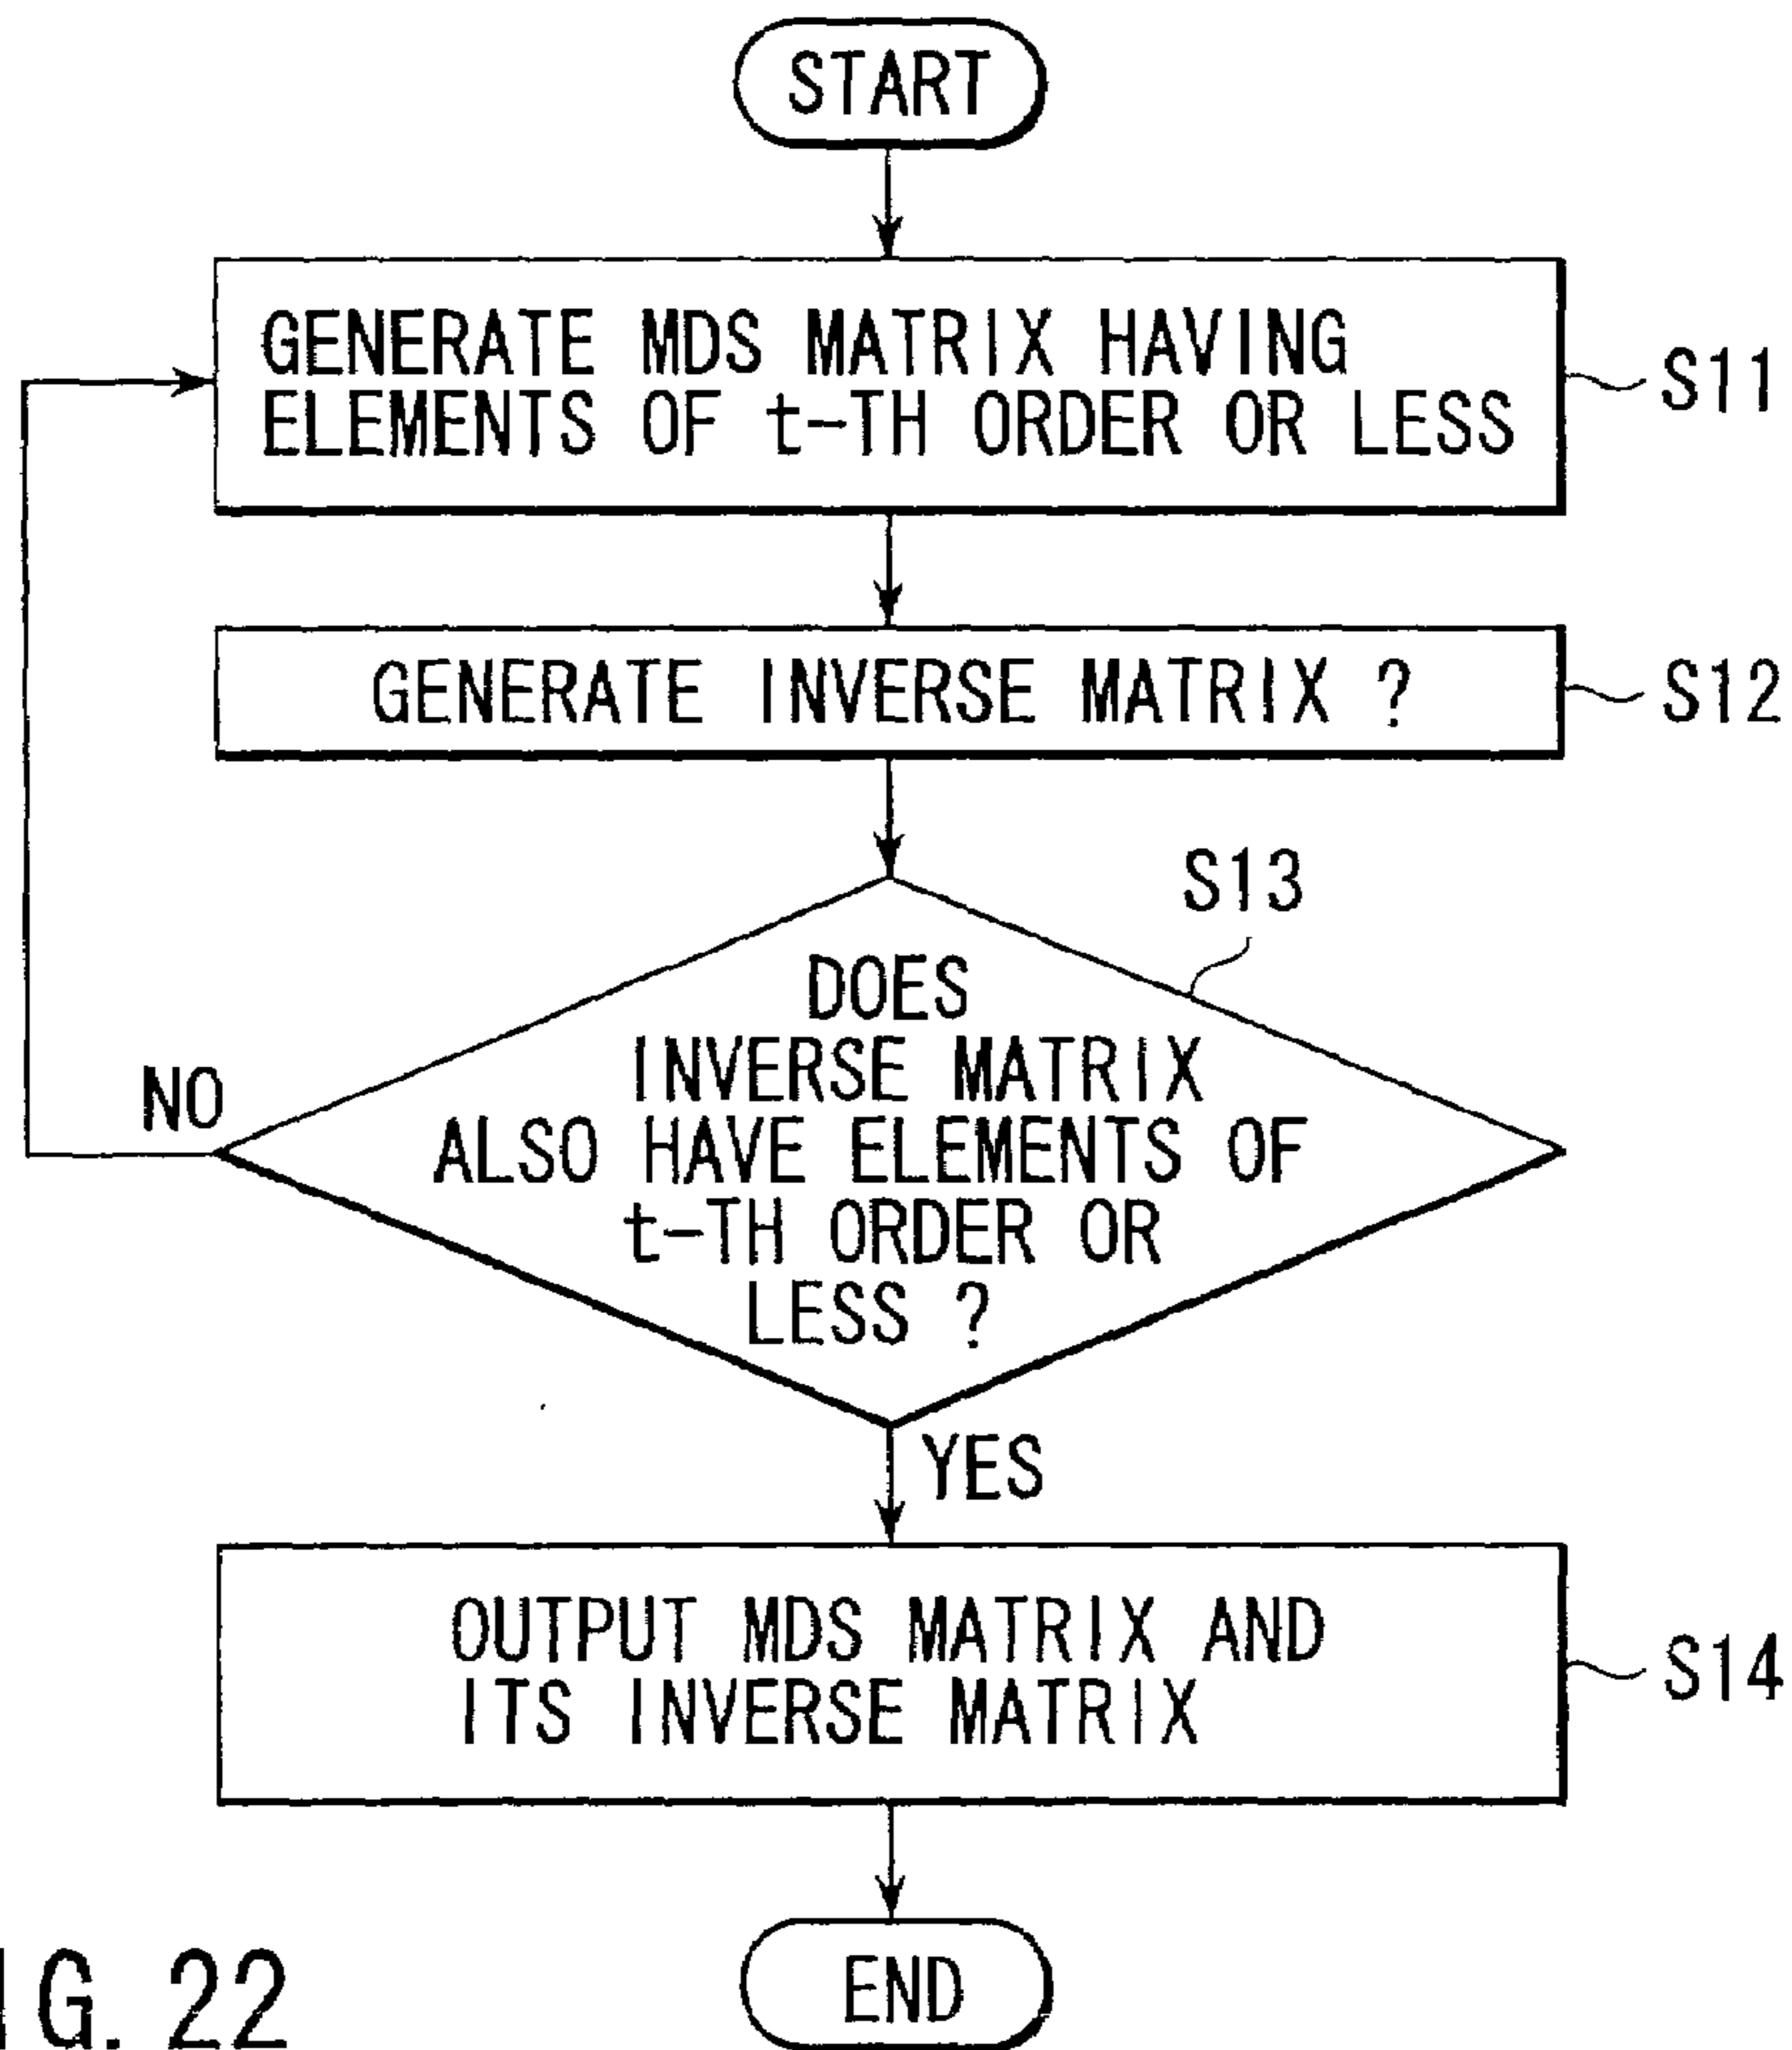 START
GENERATE MDS MATRIX HAVING
ELEMENTS OF t-TH ORDER OR LESS
S11
GENERATE INVERSE MATRIX ?
S12
S13
DOES
INVERSE MATRIX
ALSO HAVE ELEMENTS OF
t-TH ORDER OR
LESS ?
NO
YES
OUTPUT MDS MATRIX AND
ITS INVERSE MATRIX
S14
END
IG. 22